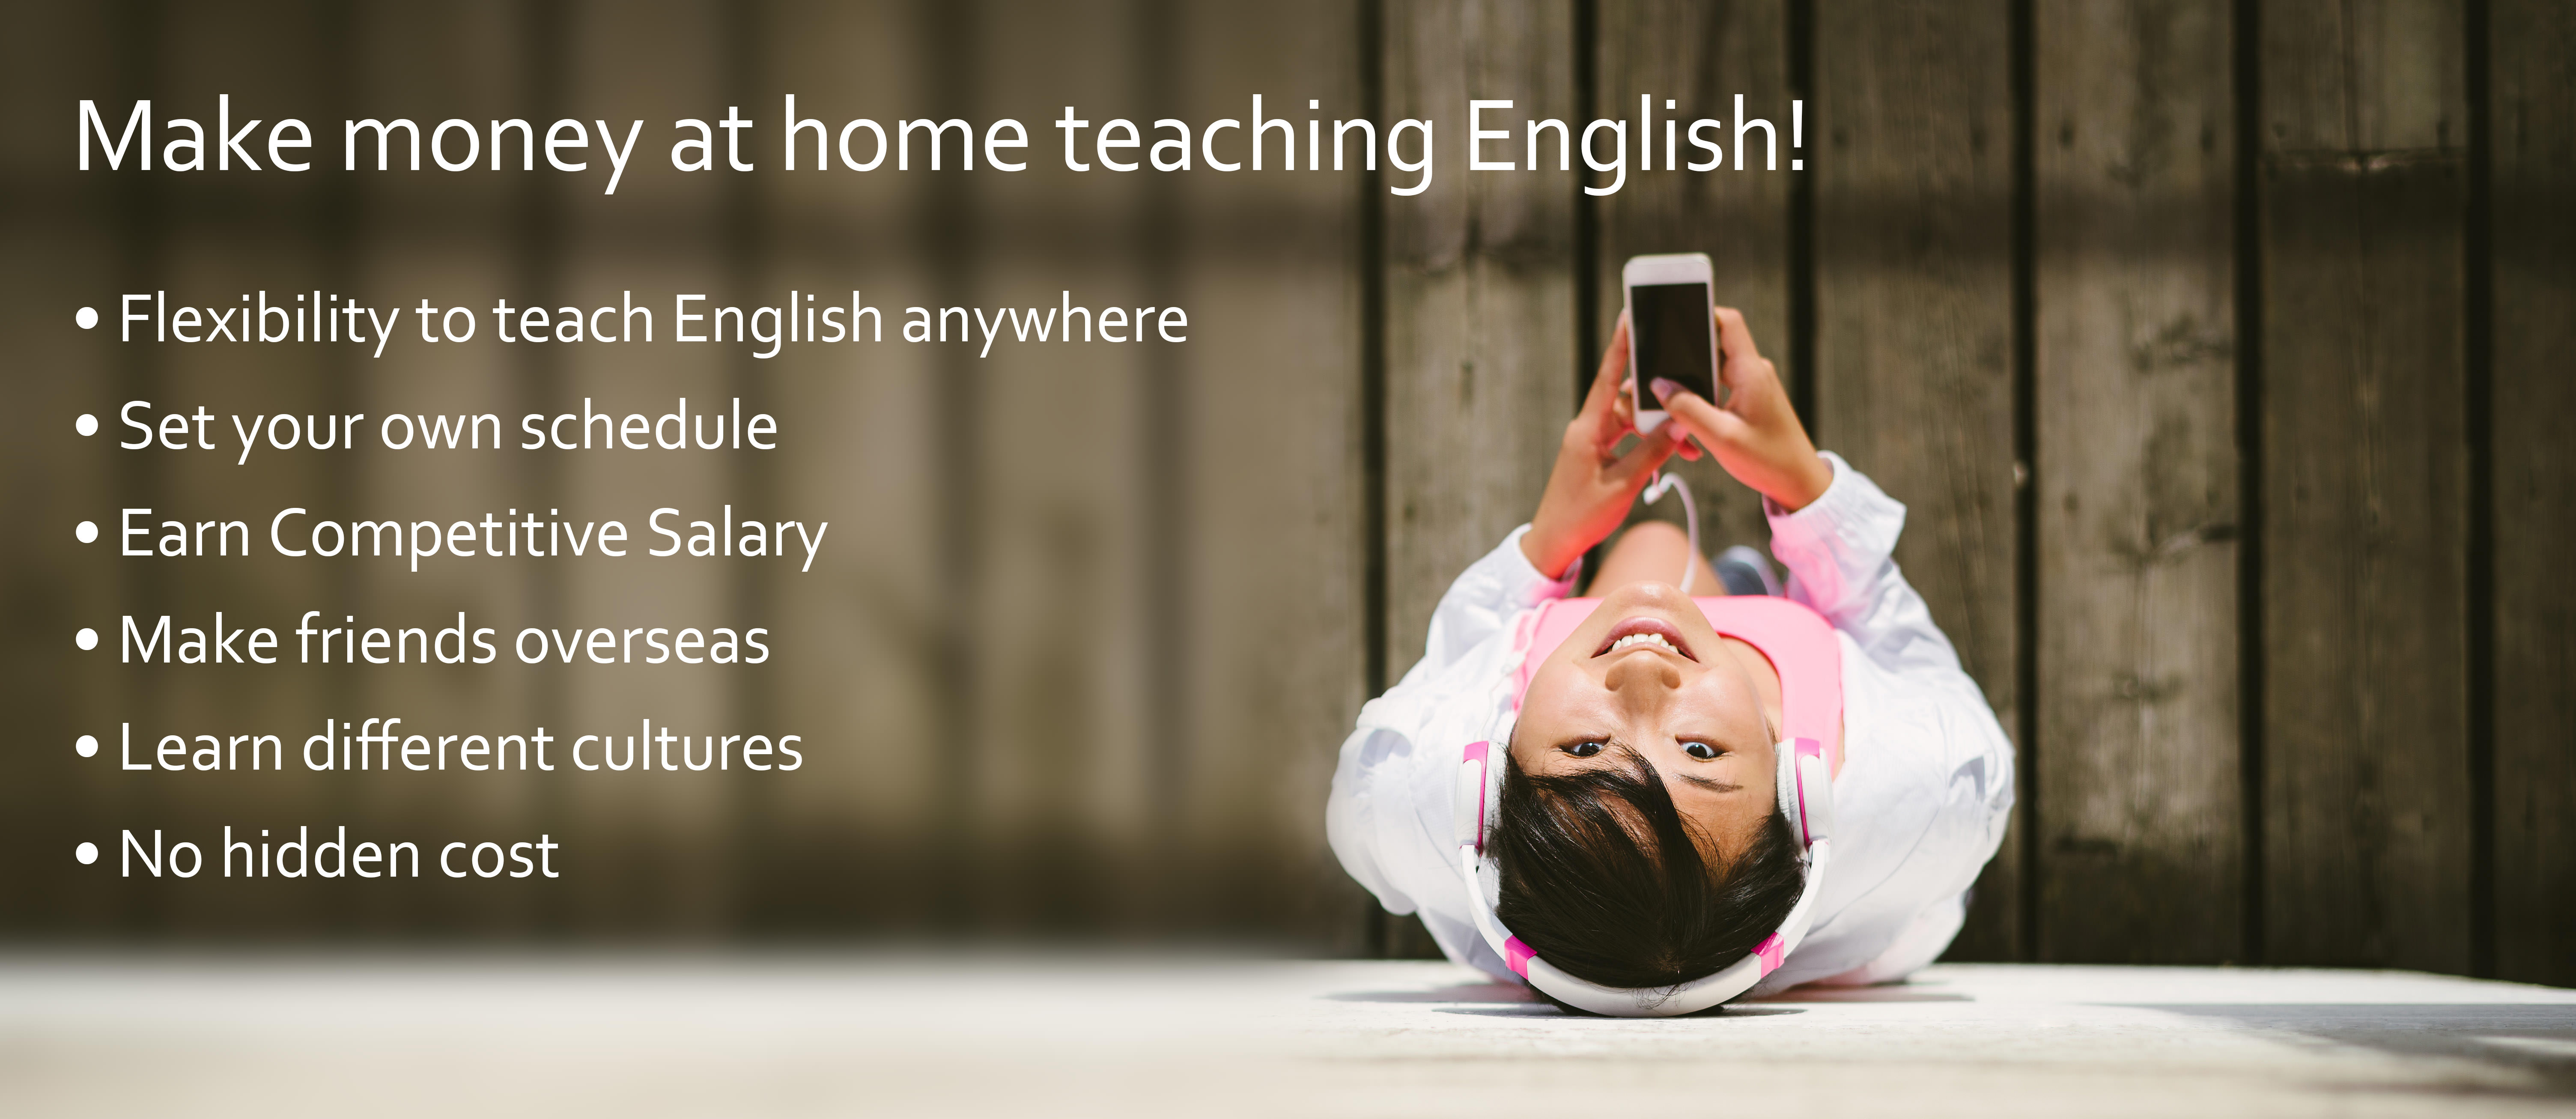 Make money at home teaching English!
• Flexibility to teach English anywhere
• Set your own schedule
• Earn Competitive Salary
• Make friends overseas
• Learn different cultures
• No hidden cost